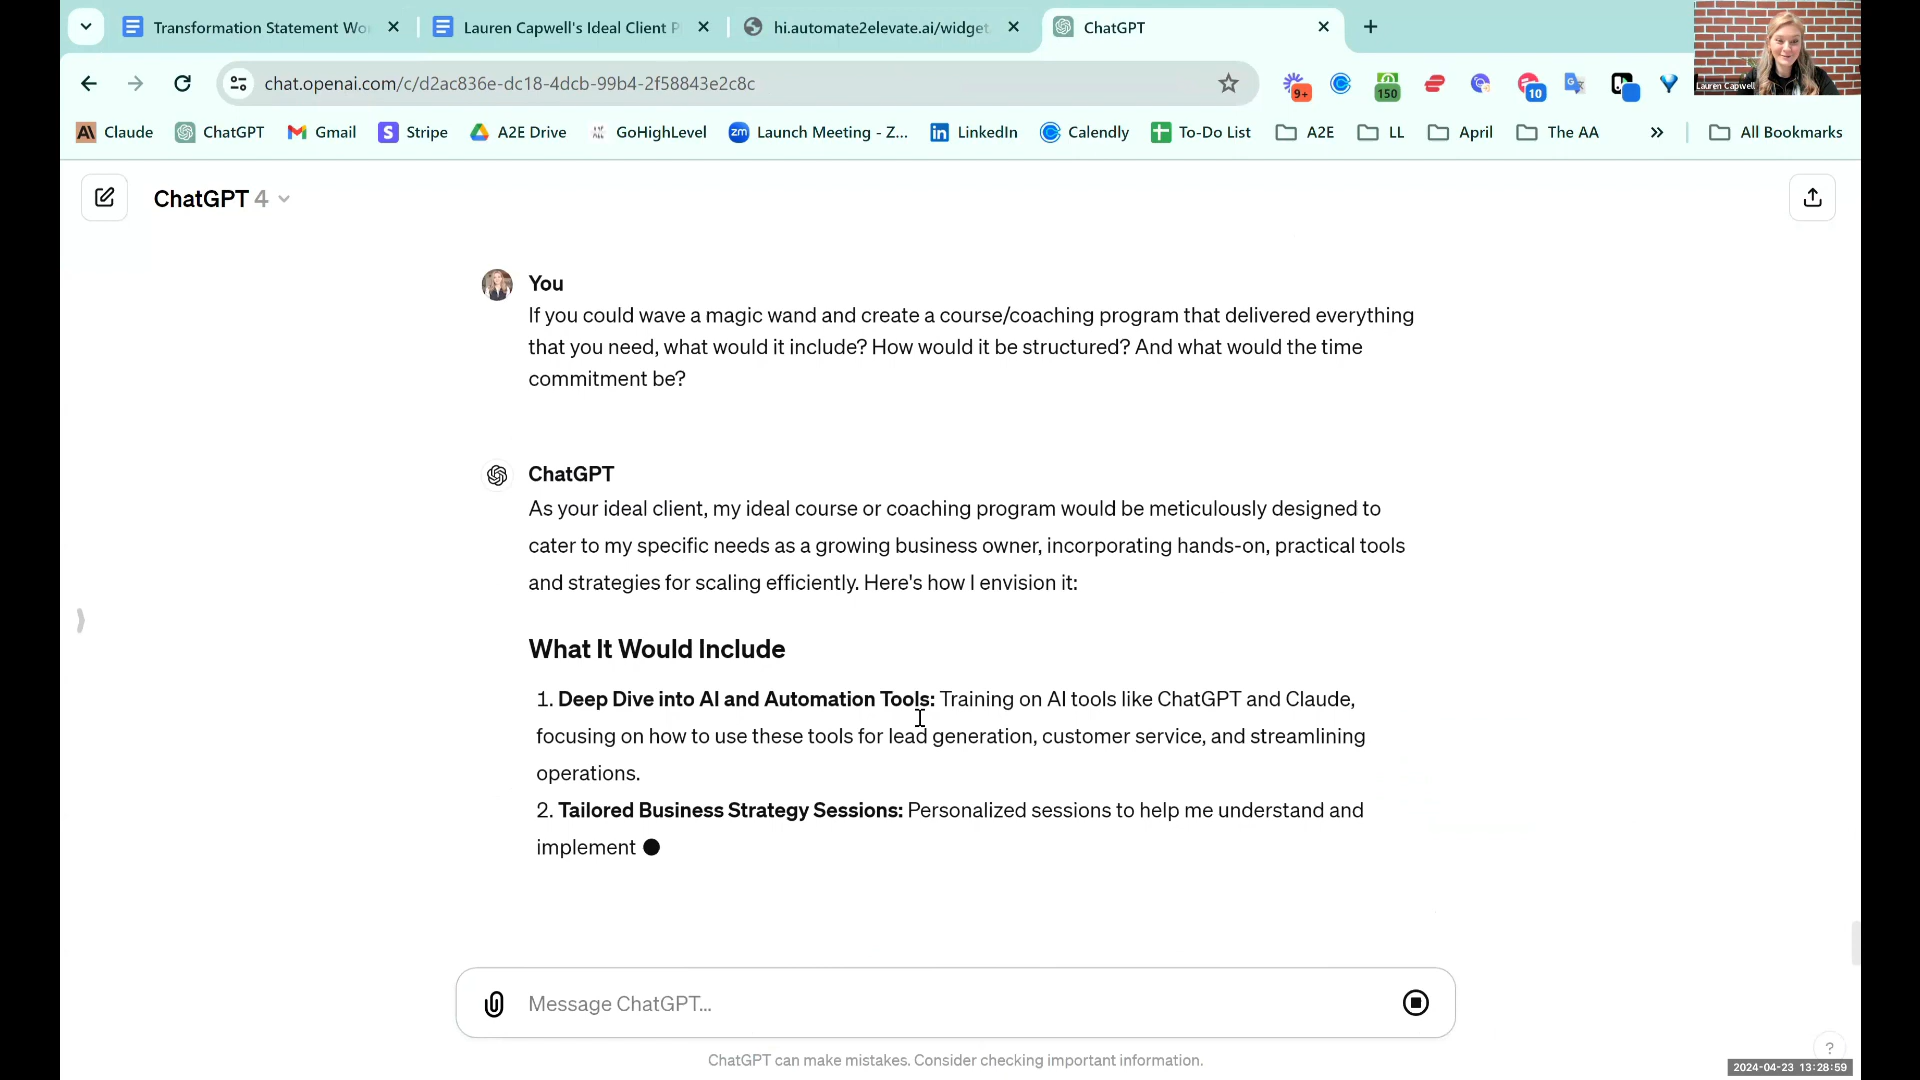 Transformation Statement Wo
Lauren Capwell's Ideal Client P
hi.automate2elevate.ai/widget
ChatGPT
chat.openai.com/c/d2ac836e-dc18-4dcb-99b4-2f58843e2c8c
9+
150
10
Lauren Capwell
Claude
ChatGPT
Gmail
S Stripe
A2E Drive
GoHighLevel
zm Launch Meeting - Z...
in LinkedIn
Calendly
To-Do List
A2E
LL
April
The AA
»
All Bookmarks
ChatGPT 4
You
If you could wave a magic wand and create a course/coaching program that delivered everything
that you need, what would it include? How would it be structured? And what would the time
commitment be?
ChatGPT
As your ideal client, my ideal course or coaching program would be meticulously designed to
cater to my specific needs as a growing business owner, incorporating hands-on, practical tools
and strategies for scaling efficiently. Here's how I envision it:
What It Would Include
1. Deep Dive into AI and Automation Tools: Training on AI tools like ChatGPT and Claude,
focusing on how to use these tools for lead generation, customer service, and streamlining
operations.
2. Tailored Business Strategy Sessions: Personalized sessions to help me understand and
implement
Message ChatGPT...
ChatGPT can make mistakes. Consider checking important information.
?
2024-04-23 13:28:59